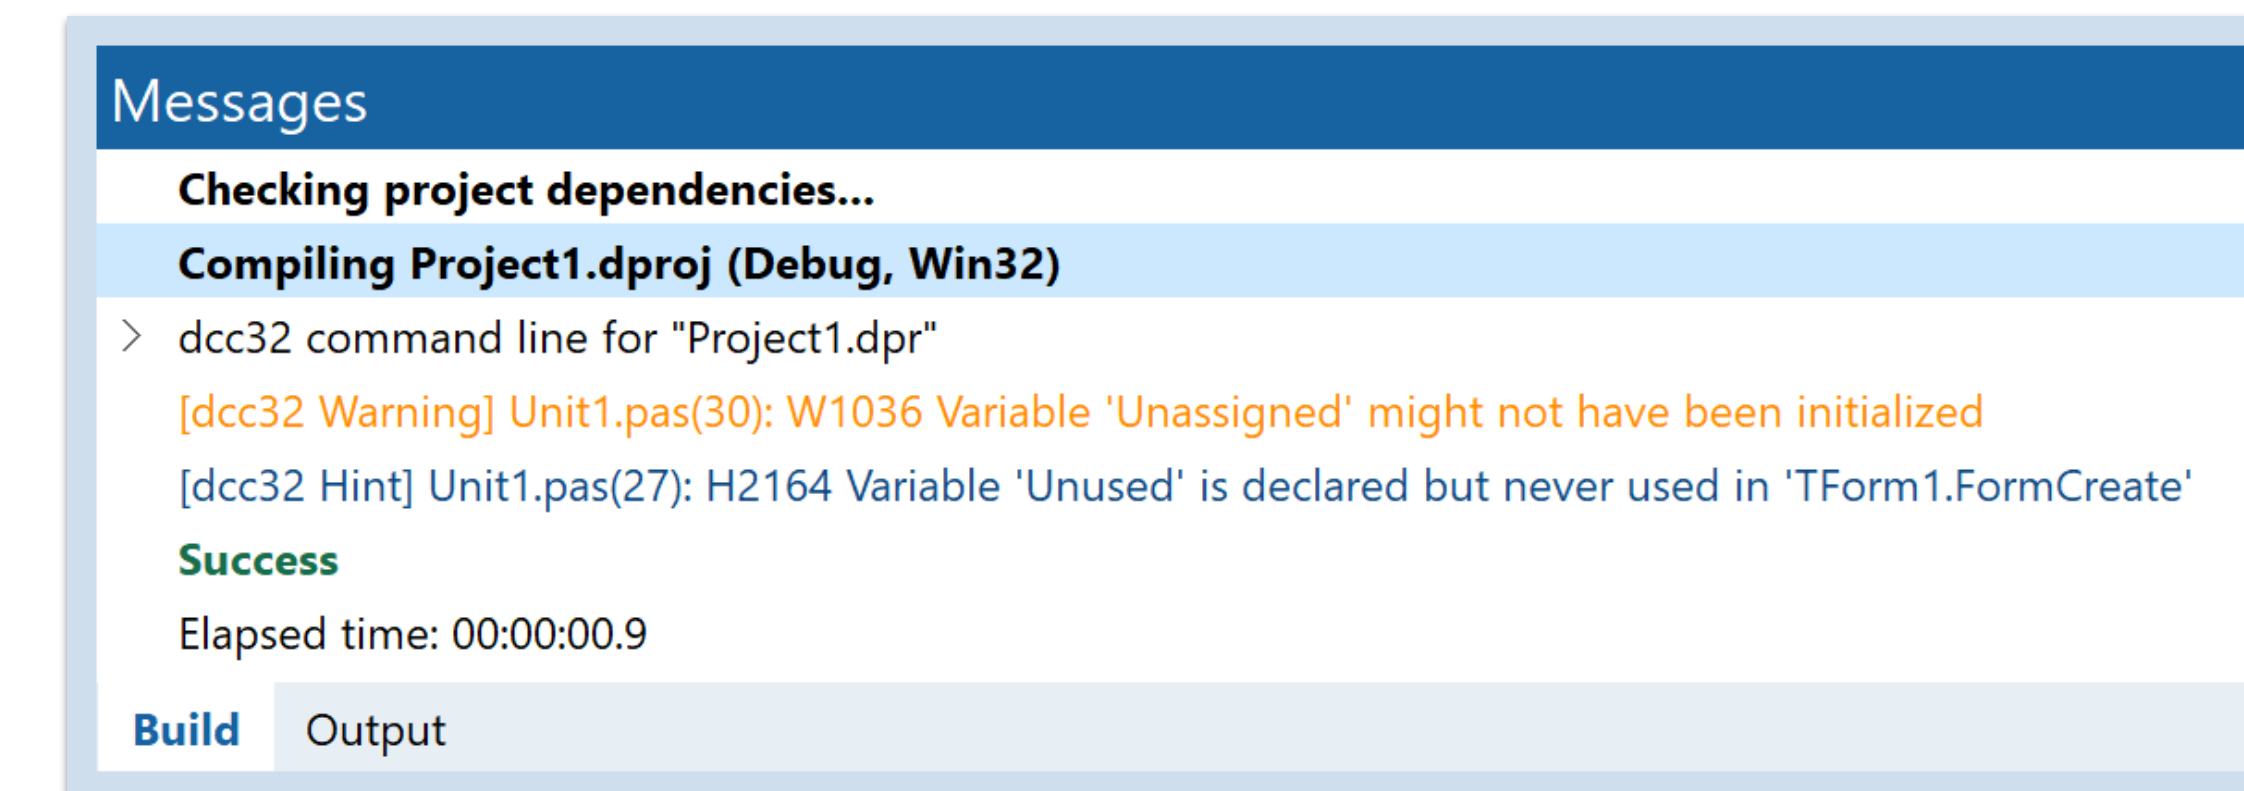 Messages
Checking project dependencies...
Compiling Project1.dproj (Debug, Win32)
dcc32 command line for "Project1.dpr"
[dcc32 Warning] Unit1.pas(30): W1036 Variable 'Unassigned' might not have been initialized
[dcc32 Hint] Unit1.pas(27): H2164 Variable 'Unused' is declared but never used in 'TForm1.FormCreate'
Success
Elapsed time: 00:00:00.9
Build Output